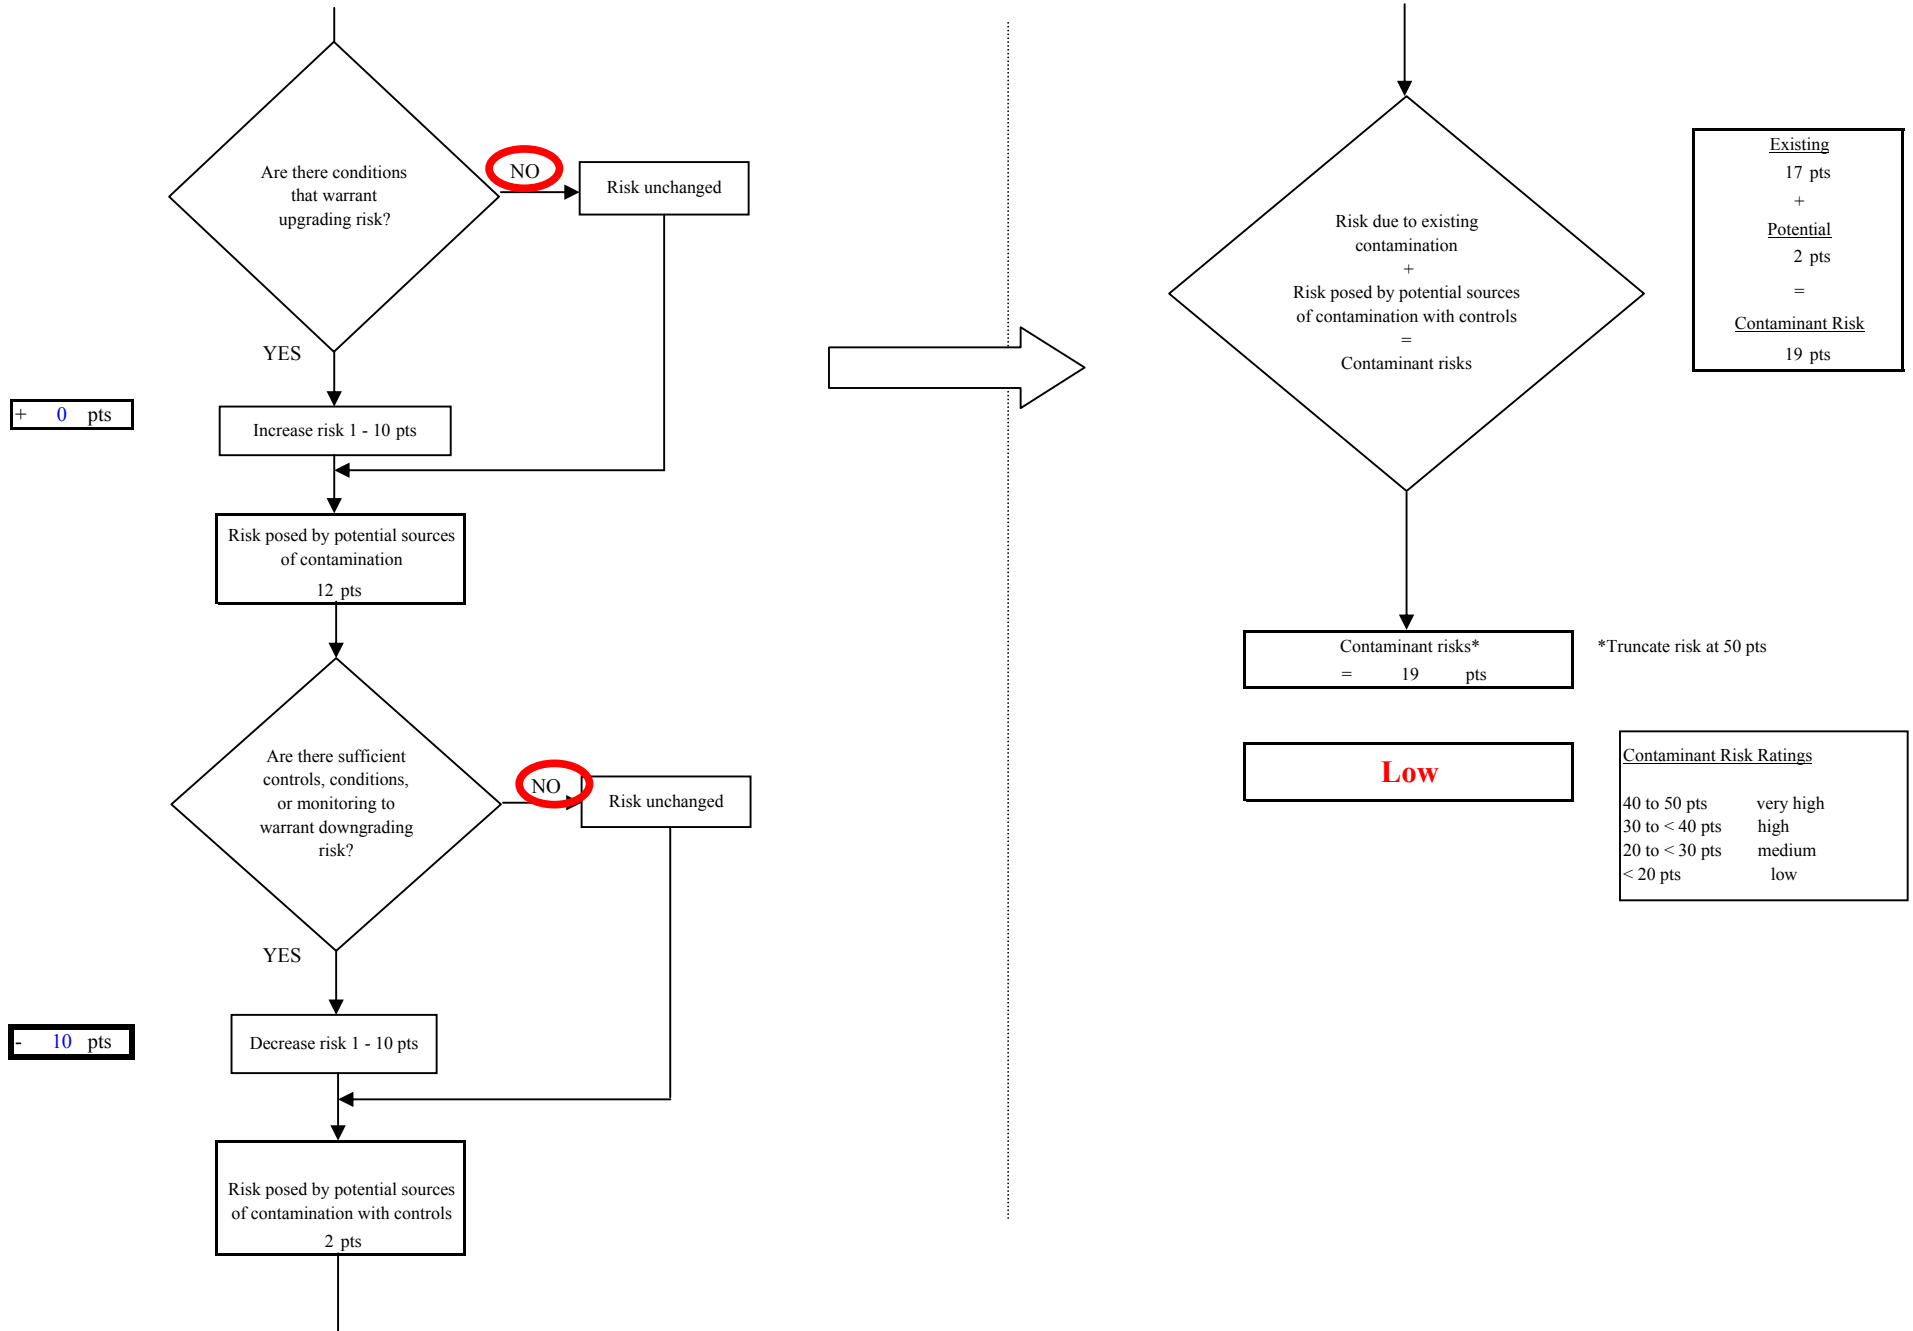 Are there conditions
that warrant
upgrading risk?
NO
Risk unchanged
YES
+ 0 pts
Increase risk 1 - 10 pts
Risk posed by potential sources
of contamination
12 pts
Are there sufficient
controls, conditions,
or monitoring to
warrant downgrading
risk?
NO
Risk unchanged
YES
- 10 pts
Decrease risk 1 - 10 pts
Risk posed by potential sources
of contamination with controls
2 pts
Risk due to existing
contamination
+
Risk posed by potential sources
of contamination with controls
=
Contaminant risks
Existing
17 pts
+
Potential
2 pts
=
Contaminant Risk
19 pts
Contaminant risks*
= 19 pts
*Truncate risk at 50 pts
Low
Contaminant Risk Ratings
40 to 50 pts very high
30 to < 40 pts high
20 to < 30 pts medium
< 20 pts low